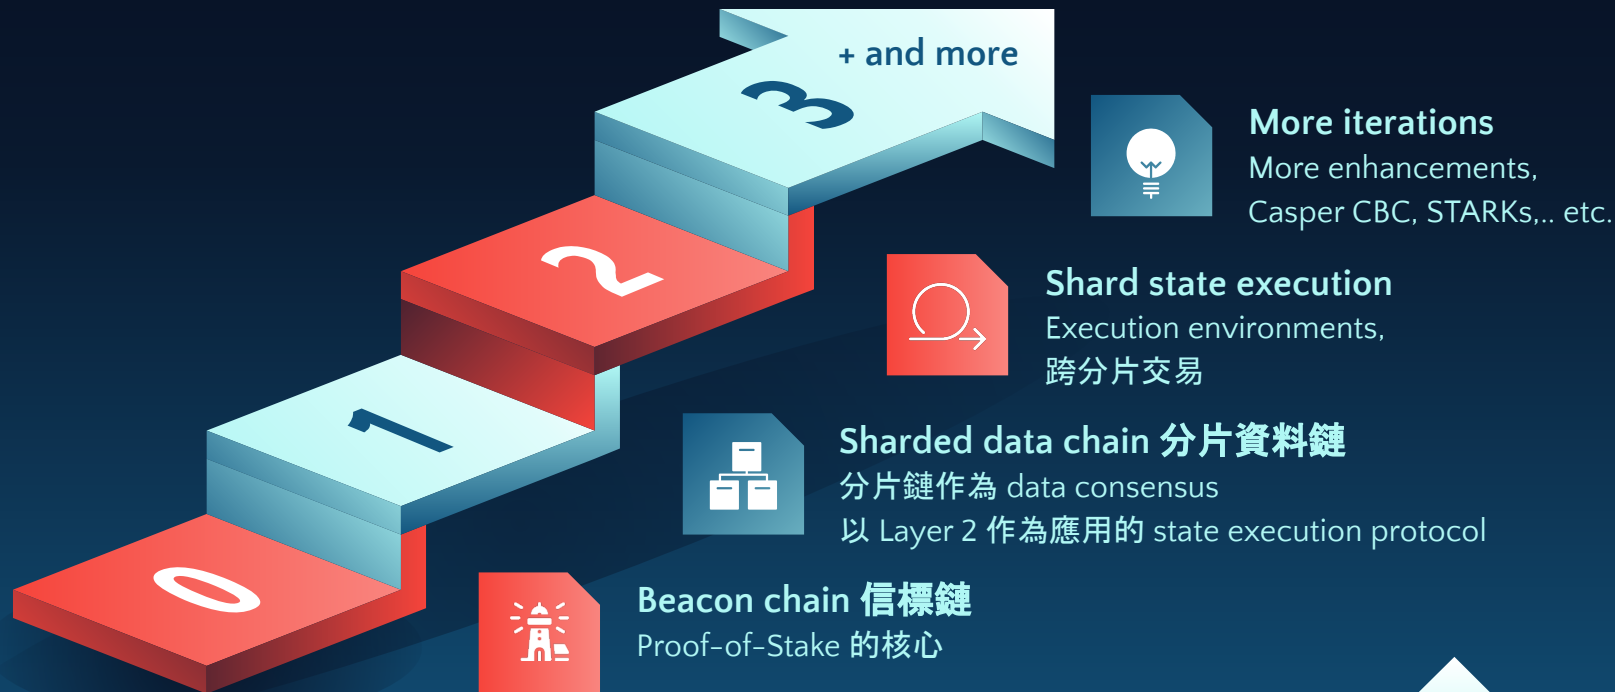 + and more
3
More iterations
More enhancements,
Casper CBC, STARKs,.. etc.
2
Shard state execution
Execution environments,
跨分片交易
1
Sharded data chain 分片資料鏈
分片鏈作為 data consensus
以 Layer 2 作為應用的 state execution protocol
0
Beacon chain 信標鏈
Proof-of-Stake 的核心